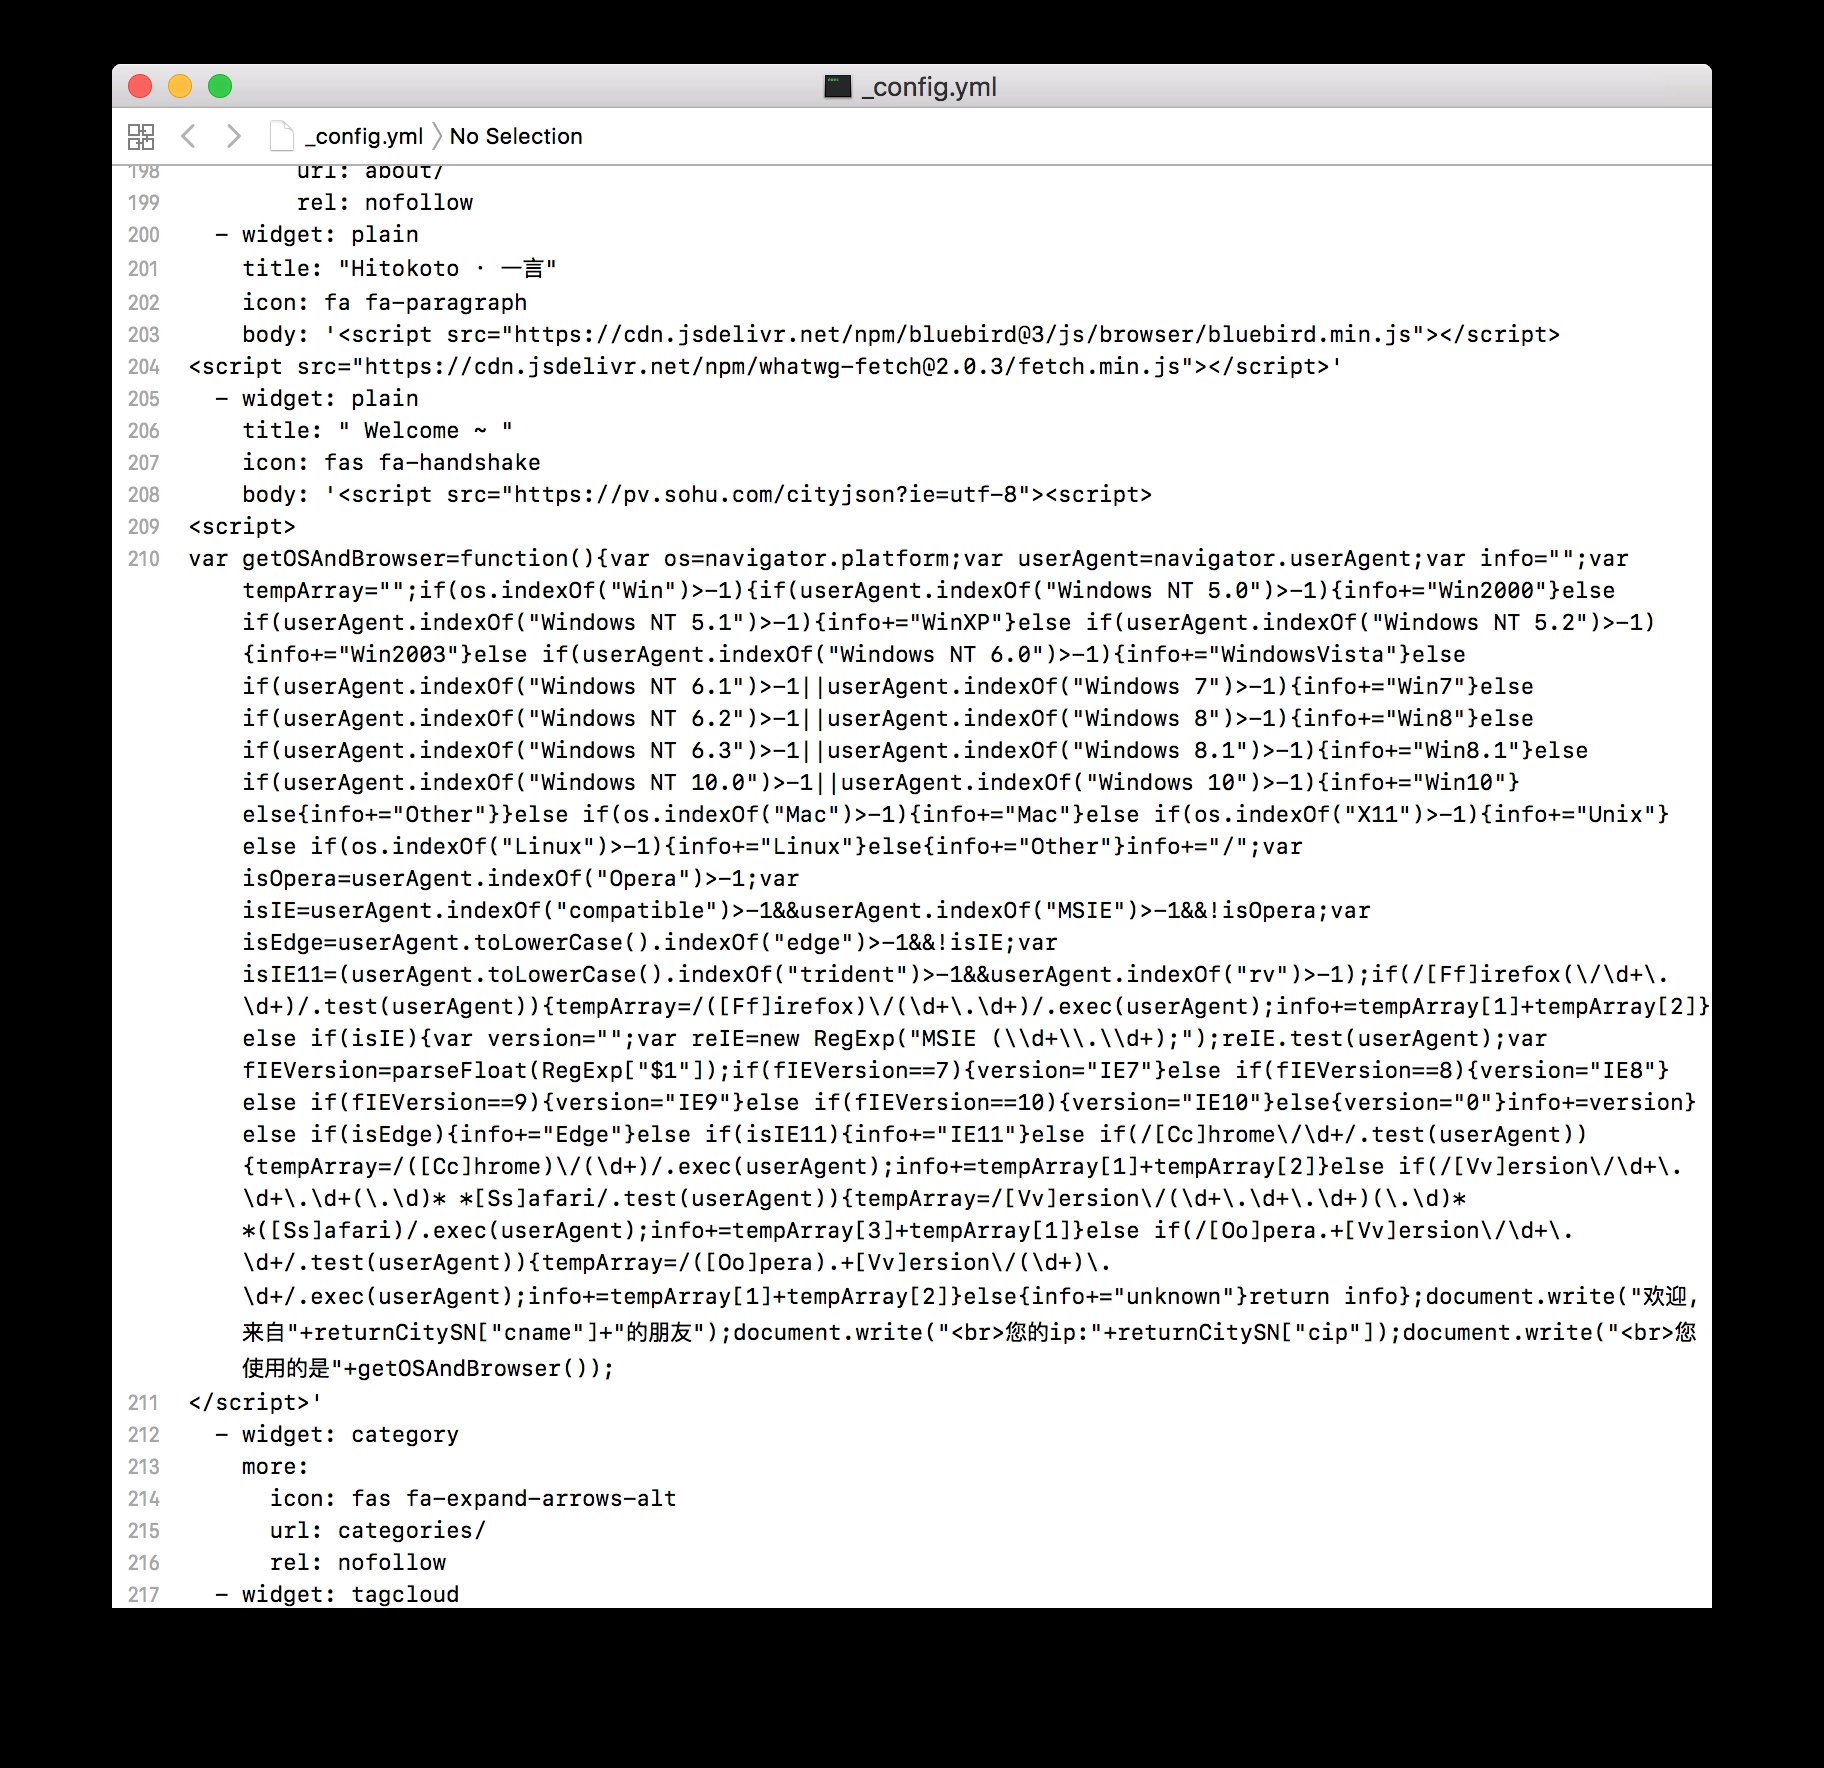 _config.yml
_config.yml No Selection
198 url: about/
199 rel: nofollow
200 - widget: plain
201 title: "Hitokoto · 一言"
202 icon: fa fa-paragraph
203 body: '<script src="https://cdn.jsdelivr.net/npm/bluebird@3/js/browser/bluebird.min.js"></script>
204 <script src="https://cdn.jsdelivr.net/npm/whatwg-fetch@2.0.3/fetch.min.js"></script>'
205 - widget: plain
206 title: " Welcome ~ "
207 icon: fas fa-handshake
208 body: '<script src="https://pv.sohu.com/cityjson?ie=utf-8"><script>
209 <script>
210 var getOSAndBrowser=function(){var os=navigator.platform;var userAgent=navigator.userAgent;var info="";var
tempArray="";if(os.indexOf("Win")>-1){if(userAgent.indexOf("Windows NT 5.0")>-1){info+="Win2000"}else
if(userAgent.indexOf("Windows NT 5.1")>-1){info+="WinXP"}else if(userAgent.indexOf("Windows NT 5.2")>-1)
{info+="Win2003"}else if(userAgent.indexOf("Windows NT 6.0")>-1){info+="WindowsVista"}else
if(userAgent.indexOf("Windows NT 6.1")>-1||userAgent.indexOf("Windows 7")>-1){info+="Win7"}else
if(userAgent.indexOf("Windows NT 6.2")>-1||userAgent.indexOf("Windows 8")>-1){info+="Win8"}else
if(userAgent.indexOf("Windows NT 6.3")>-1||userAgent.indexOf("Windows 8.1")>-1){info+="Win8.1"}else
if(userAgent.indexOf("Windows NT 10.0")>-1||userAgent.indexOf("Windows 10")>-1){info+="Win10"}
else{info+="Other"}}else if(os.indexOf("Mac")>-1){info+="Mac"}else if(os.indexOf("X11")>-1){info+="Unix"}
else if(os.indexOf("Linux")>-1){info+="Linux"}else{info+="Other"}info+="/";var
isOpera=userAgent.indexOf("Opera")>-1;var
isIE=userAgent.indexOf("compatible")>-1&&userAgent.indexOf("MSIE")>-1&&!isOpera;var
isEdge=userAgent.toLowerCase().indexOf("edge")>-1&&!isIE;var
isIE11=(userAgent.toLowerCase().indexOf("trident")>-1&&userAgent.indexOf("rv")>-1);if(/[Ff]irefox(\/\d+\.
\d+)/.test(userAgent)){tempArray=/([Ff]irefox)\/(\d+\.\d+)/.exec(userAgent);info+=tempArray[1]+tempArray[2]}
else if(isIE){var version="";var reIE=new RegExp("MSIE (\\d+\\.\\d+);");reIE.test(userAgent);var
fIEVersion=parseFloat(RegExp["$1"]);if(fIEVersion==7){version="IE7"}else if(fIEVersion==8){version="IE8"}
else if(fIEVersion==9){version="IE9"}else if(fIEVersion==10){version="IE10"}else{version="0"}info+=version}
else if(isEdge){info+="Edge"}else if(isIE11){info+="IE11"}else if(/[Cc]hrome\/\d+/.test(userAgent))
{tempArray=/([Cc]hrome)\/(\d+)/.exec(userAgent);info+=tempArray[1]+tempArray[2]}else if(/[Vv]ersion\/\d+\.
\d+\.\d+(\.\d)* *[Ss]afari/.test(userAgent)){tempArray=/[Vv]ersion\/(\d+\.\d+\.\d+)(\.\d)*
*([Ss]afari)/.exec(userAgent);info+=tempArray[3]+tempArray[1]}else if(/[Oo]pera.+[Vv]ersion\/\d+\.
\d+/.test(userAgent)){tempArray=/([Oo]pera).+[Vv]ersion\/(\d+)\.
\d+/.exec(userAgent);info+=tempArray[1]+tempArray[2]}else{info+="unknown"}return info};document.write("欢迎,
来自"+returnCitySN["cname"]+"的朋友");document.write("<br>您的ip:"+returnCitySN["cip"]);document.write("<br>您
使用的是"+getOSAndBrowser());
211 </script>'
212 - widget: category
213 more:
214 icon: fas fa-expand-arrows-alt
215 url: categories/
216 rel: nofollow
217 - widget: tagcloud